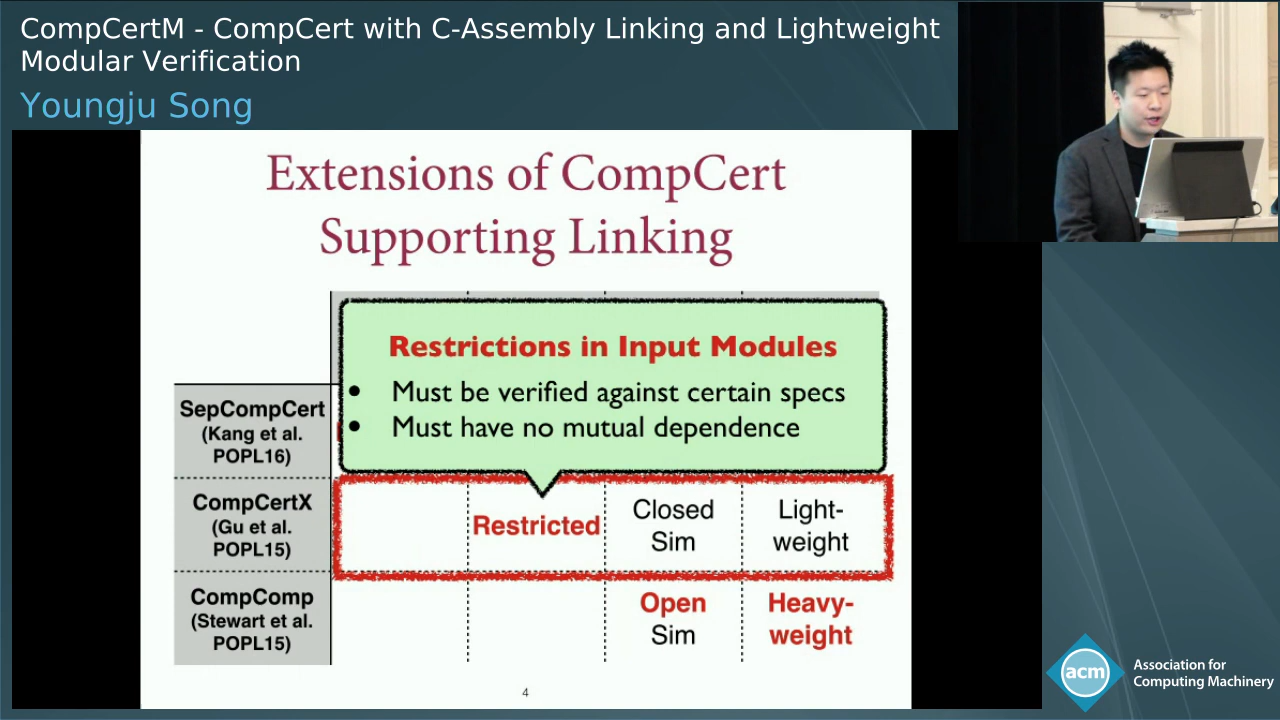 CompCertM - CompCert with C-Assembly Linking and Lightweight
Modular Verification
Youngju Song
Extensions of CompCert
Supporting Linking
Restrictions in Input Modules
• Must be verified against certain specs
• Must have no mutual dependence
SepCompCert
(Kang et al.
POPL16)
CompCertX
(Gu et al.
POPL15)
Restricted
Closed
Sim
Light-
weight
CompComp
(Stewart et al.
POPL15)
Open
Sim
Heavy-
weight
4
acm
Association for
Computing Machinery